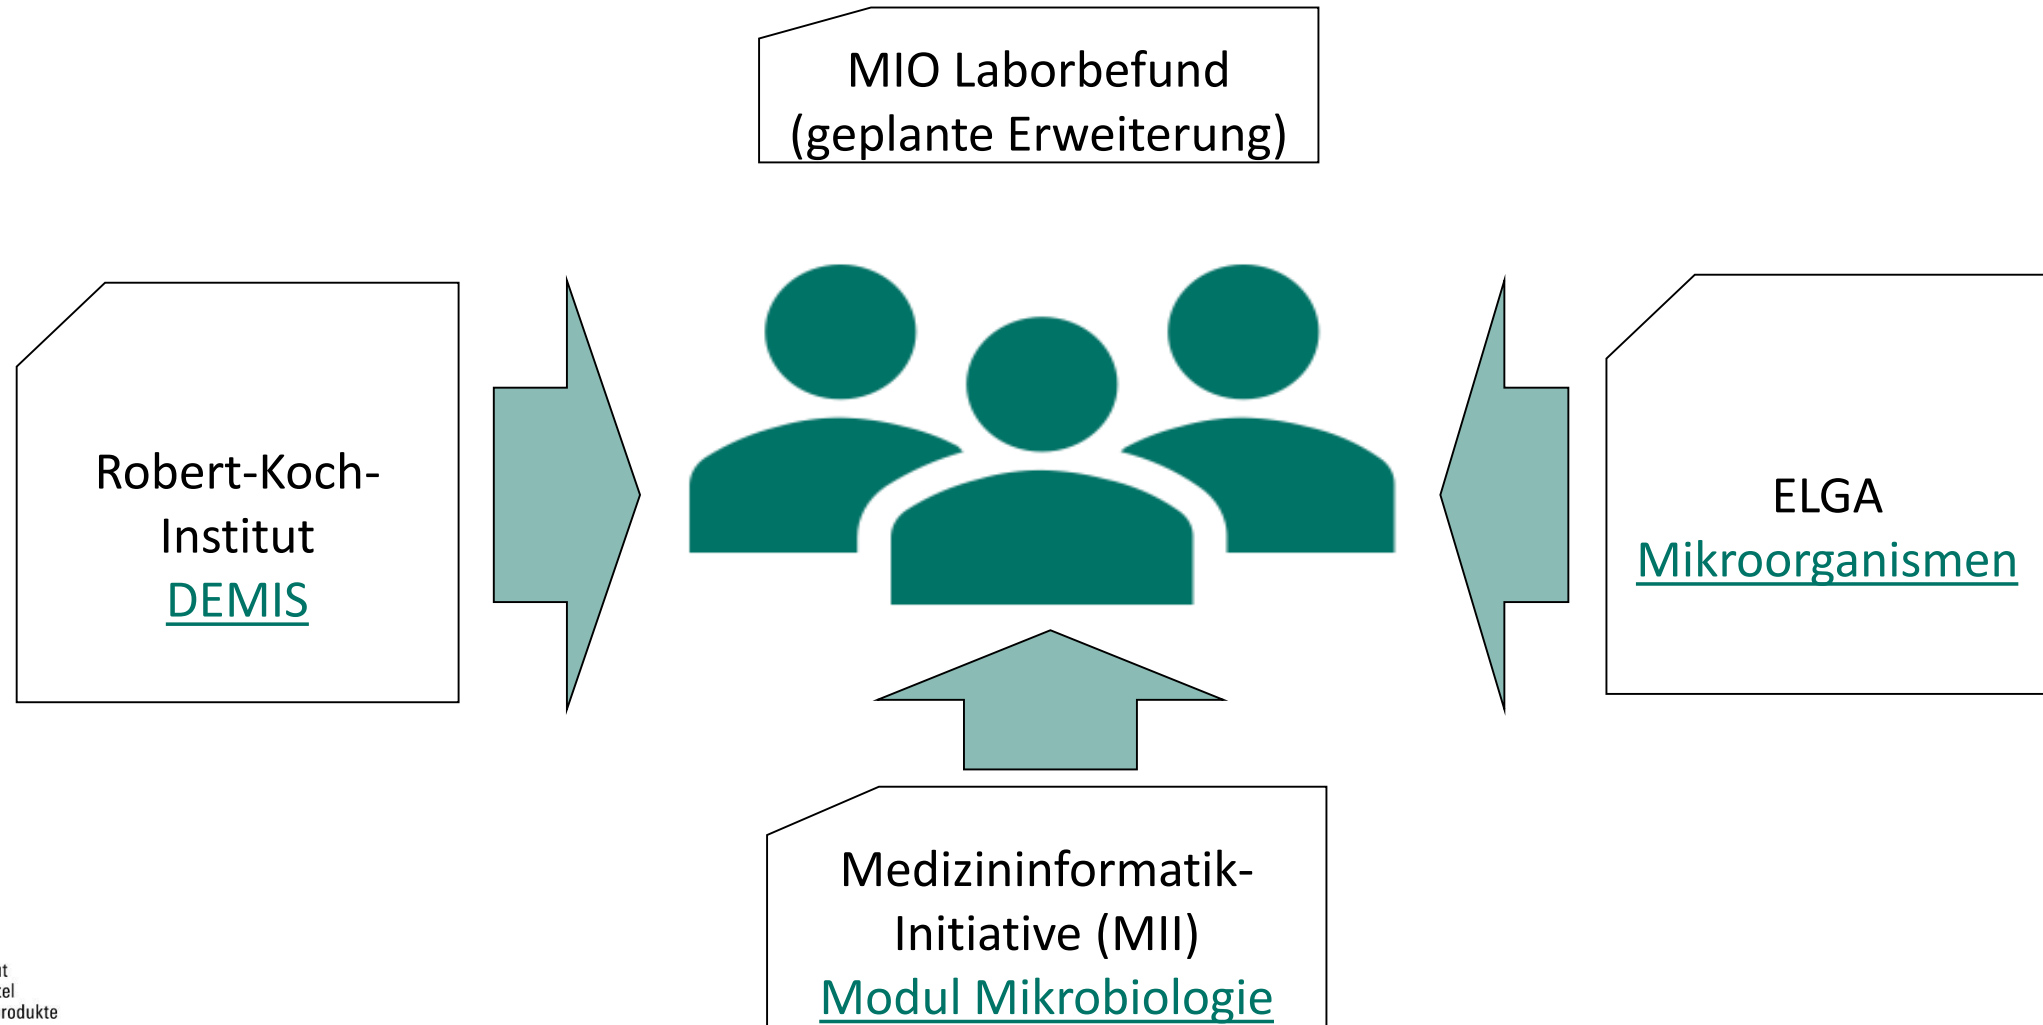 MIO Laborbefund
(geplante Erweiterung)
Robert-Koch-
Institut
DEMIS
ELGA
Mikroorganismen
Medizininformatik-
Initiative (MII)
Modul Mikrobiologie